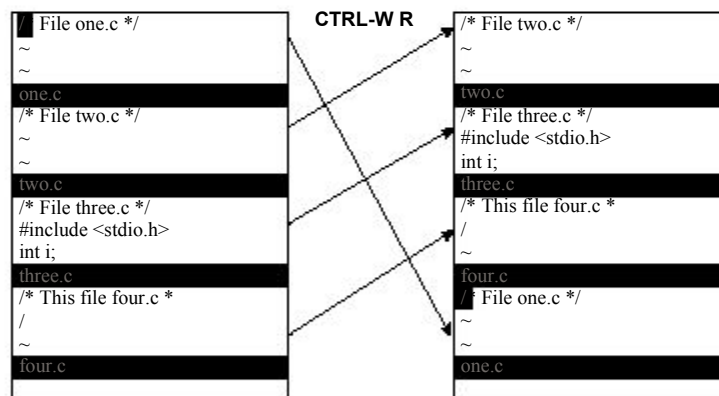 CTRL-W R
/* File one.c */
~
~
one.c
/* File two.c */
~
~
two.c
/* File three.c */
#include <stdio.h>
int i;
three.c
/* This file four.c *
/
~
four.c
/* File two.c */
~
~
two.c
/* File three.c */
#include <stdio.h>
int i;
three.c
/* This file four.c *
/
~
four.c
/* File one.c */
~
~
one.c